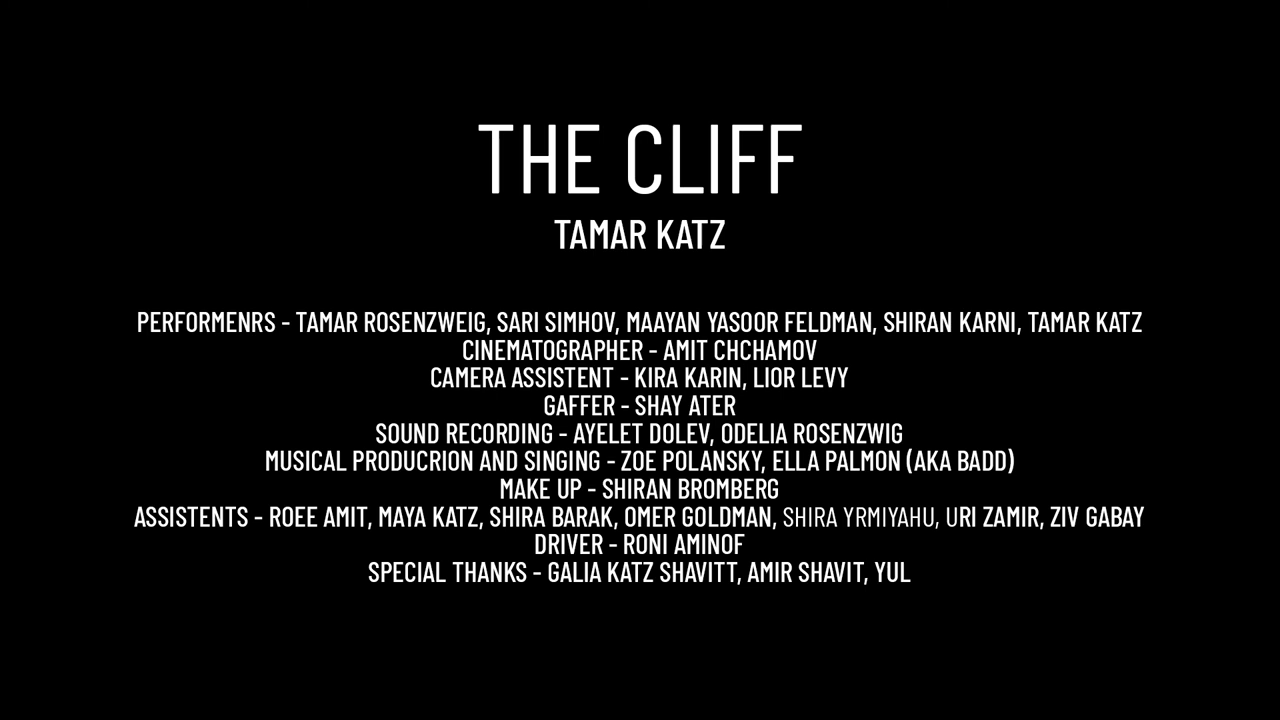 THE CLIFF
TAMAR KATZ
PERFORMENRS - TAMAR ROSENZWEIG, SARI SIMHOV, MAAYAN YASOOR FELDMAN, SHIRAN KARNI, TAMAR KATZ
CINEMATOGRAPHER - AMIT CHCHAMOV
CAMERA ASSISTENT - KIRA KARIN, LIOR LEVY
GAFFER - SHAY ATER
SOUND RECORDING - AYELET DOLEV, ODELIA ROSENZWIG
MUSICAL PRODUCRION AND SINGING - ZOE POLANSKY, ELLA PALMON (AKA BADD)
MAKE UP - SHIRAN BROMBERG
ASSISTENTS - ROEE AMIT, MAYA KATZ, SHIRA BARAK, OMER GOLDMAN, SHIRA YRMIYAHU, URI ZAMIR, ZIV GABAY
DRIVER - RONI AMINOF
SPECIAL THANKS - GALIA KATZ SHAVITT, AMIR SHAVIT, YUL